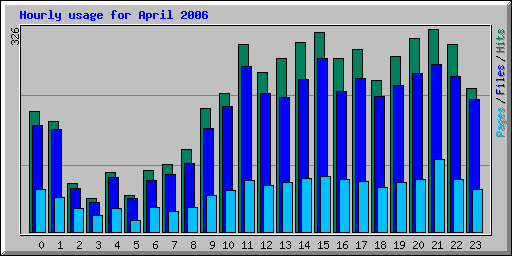 Hourly usage for April 2006
326
Pages / Files / Hits
0 1 2 3 4 5 6 7 8 9 10 11 12 13 14 15 16 17 18 19 20 21 22 23